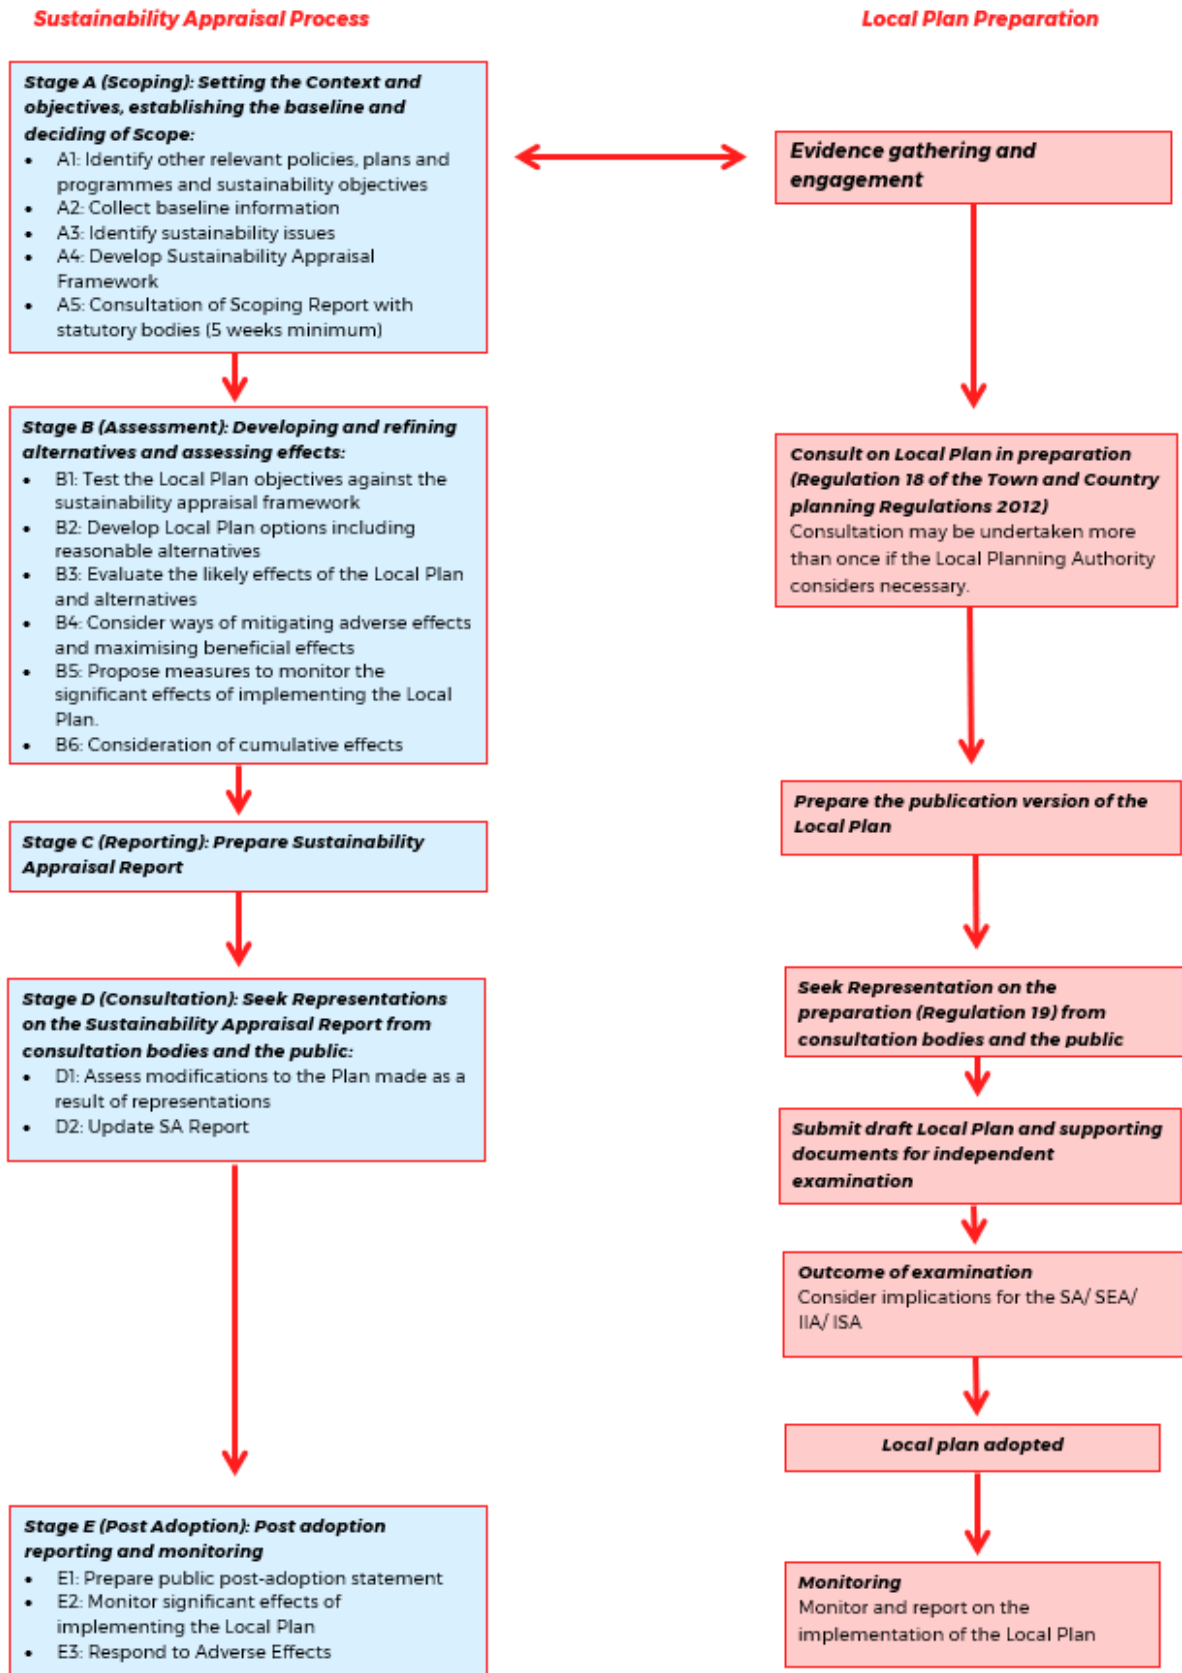 Sustainability Appraisal Process
Stage A (Scoping): Setting the Context and
objectives, establishing the baseline and
deciding of Scope:
• A1: Identify other relevant policies, plans and
programmes and sustainability objectives
• A2: Collect baseline information
• A3: Identify sustainability issues
• A4: Develop Sustainability Appraisal
Framework
• A5: Consultation of Scoping Report with
statutory bodies (5 weeks minimum)
Stage B (Assessment): Developing and refining
alternatives and assessing effects:
• B1: Test the Local Plan objectives against the
sustainability appraisal framework
• B2: Develop Local Plan options including
reasonable alternatives
• B3: Evaluate the likely effects of the Local Plan
and alternatives
• B4: Consider ways of mitigating adverse effects
and maximising beneficial effects
• B5: Propose measures to monitor the
significant effects of implementing the Local
Plan.
• B6: Consideration of cumulative effects
Stage C (Reporting): Prepare Sustainability
Appraisal Report
Stage D (Consultation): Seek Representations
on the Sustainability Appraisal Report from
consultation bodies and the public:
• D1: Assess modifications to the Plan made as a
result of representations
• D2: Update SA Report
Stage E (Post Adoption): Post adoption
reporting and monitoring
• E1: Prepare public post-adoption statement
• E2: Monitor significant effects of
implementing the Local Plan
• E3: Respond to Adverse Effects
Local Plan Preparation
Evidence gathering and
engagement
Consult on Local Plan in preparation
(Regulation 18 of the Town and Country
planning Regulations 2012)
Consultation may be undertaken more
than once if the Local Planning Authority
considers necessary.
Prepare the publication version of the
Local Plan
Seek Representation on the
preparation (Regulation 19) from
consultation bodies and the public
Submit draft Local Plan and supporting
documents for independent
examination
Outcome of examination
Consider implications for the SA/ SEA/
IIA/ ISA
Local plan adopted
Monitoring
Monitor and report on the
implementation of the Local Plan